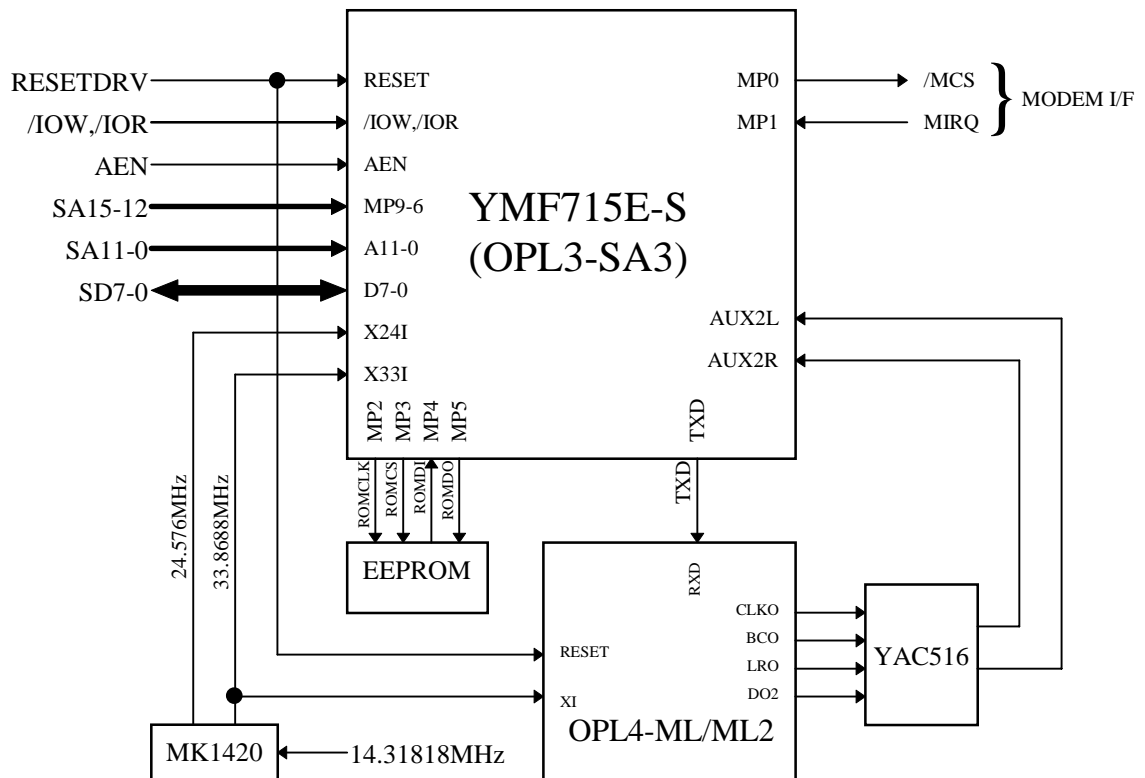 RESETDRV
/IOW,/IOR
AEN
SA15-12
SA11-0
SD7-0
RESET
/IOW,/IOR
AEN
MP9-6
A11-0
D7-0
X24I
X33I
YMF715E-S
(OPL3-SA3)
MP0
MP1
/MCS
MIRQ
} MODEM I/F
AUX2L
AUX2R
MP2
MP3
MP4
MP5
TXD
ROMCLK
ROMCS
ROMDI
ROMDO
TXD
24.576MHz
33.8688MHz
EEPROM
RXD
CLKO
BCO
LRO
DO2
RESET
XI
OPL4-ML/ML2
YAC516
MK1420
14.31818MHz